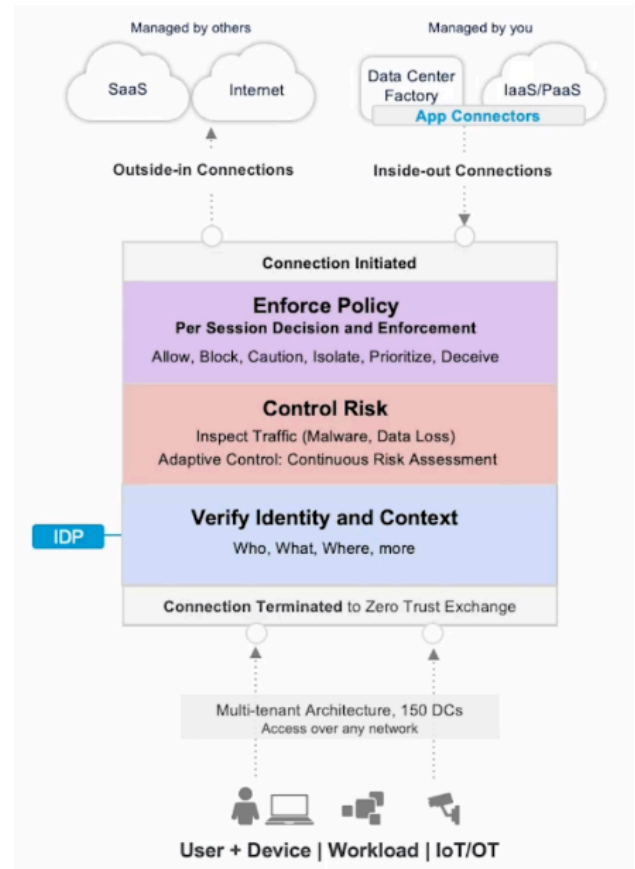 Managed by others
Managed by you
SaaS
Internet
Data Center
Factory
IaaS/PaaS
App Connectors
Outside-in Connections
Inside-out Connections
Connection Initiated
Enforce Policy
Per Session Decision and Enforcement
Allow, Block, Caution, Isolate, Prioritize, Deceive
Control Risk
Inspect Traffic (Malware, Data Loss)
Adaptive Control: Continuous Risk Assessment
IDP
Verify Identity and Context
Who, What, Where, more
Connection Terminated to Zero Trust Exchange
Multi-tenant Architecture, 150 DCs
Access over any network
User + Device | Workload | IoT/OT